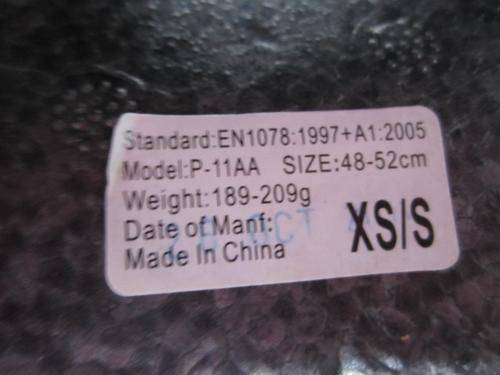 Standard:EN1078:1997+A1:2005
Model:P-11AA SIZE:48-52cm
Weight:189-209g
Date of Manf:
OCT
Made In China
XS/S